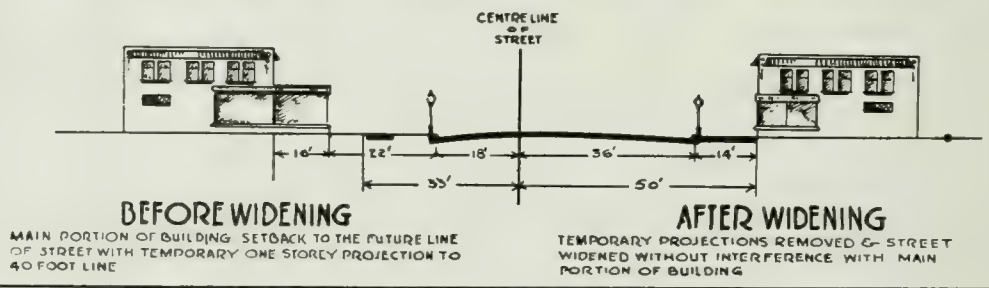 CENTRE LINE
OF
STREET
10' 22' 18' 36' 14'
33' 50'
BEFORE WIDENING
MAIN PORTION OF BUILDING SETBACK TO THE FUTURE LINE
OF STREET WITH TEMPORARY ONE STOREY PROJECTION TO
40 FOOT LINE
AFTER WIDENING
TEMPORARY PROJECTIONS REMOVED & STREET
WIDENED WITHOUT INTERFERENCE WITH MAIN
PORTION OF BUILDING